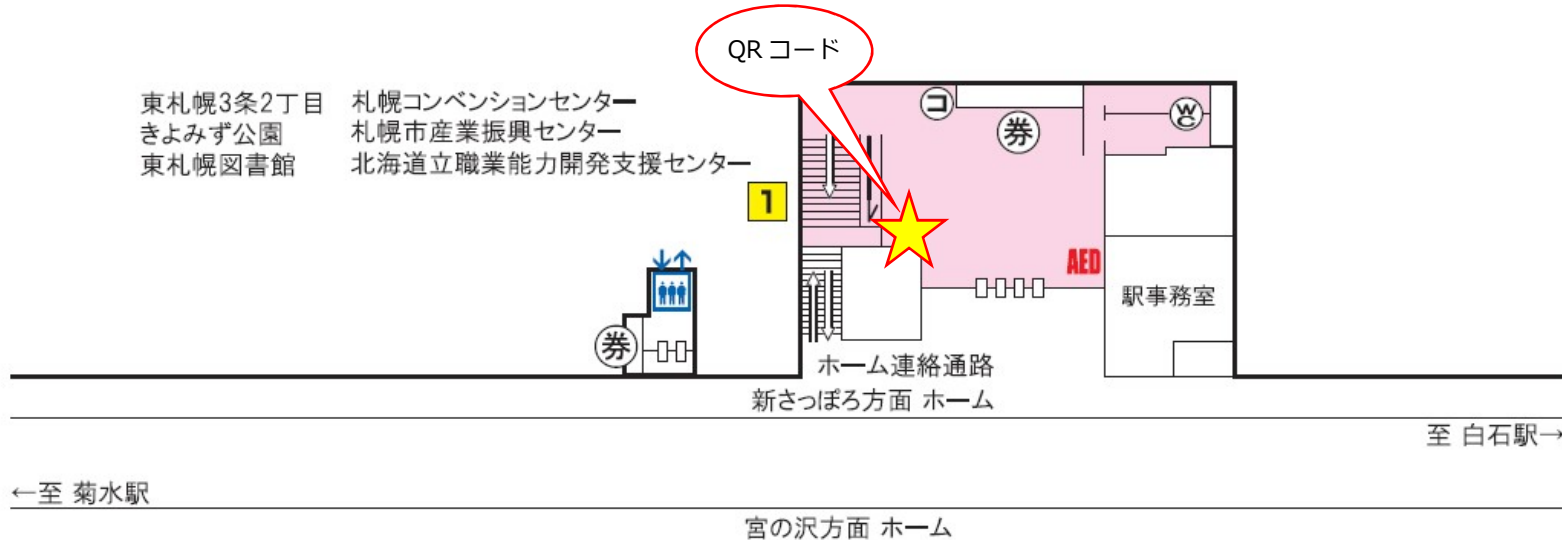 QR コード
東札幌3条2丁目 札幌コンベンションセンター
きよみず公園 札幌市産業振興センター
東札幌図書館 北海道立職業能力開発支援センター
コ
券
WC
1
AED
駅事務室
券
ホーム連絡通路
新さっぽろ方面 ホーム
至 白石駅→
←至 菊水駅
宮の沢方面 ホーム